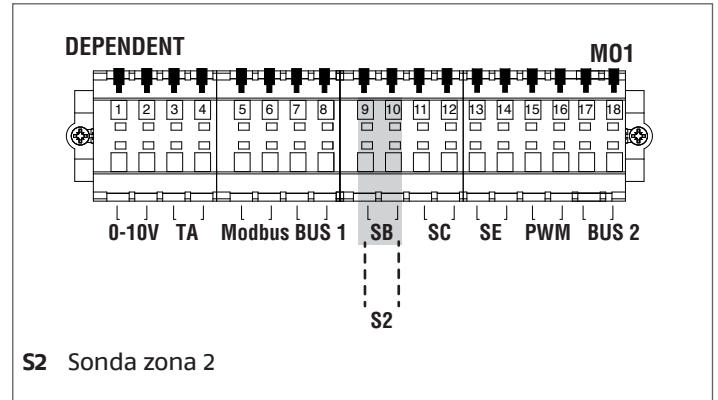 DEPENDENT
M01
1 2 3 4 5 6 7 8 9 10 11 12 13 14 15 16 17 18
0-10V TA Modbus BUS 1 SB SC SE PWM BUS 2
S2
S2 Sonda zona 2